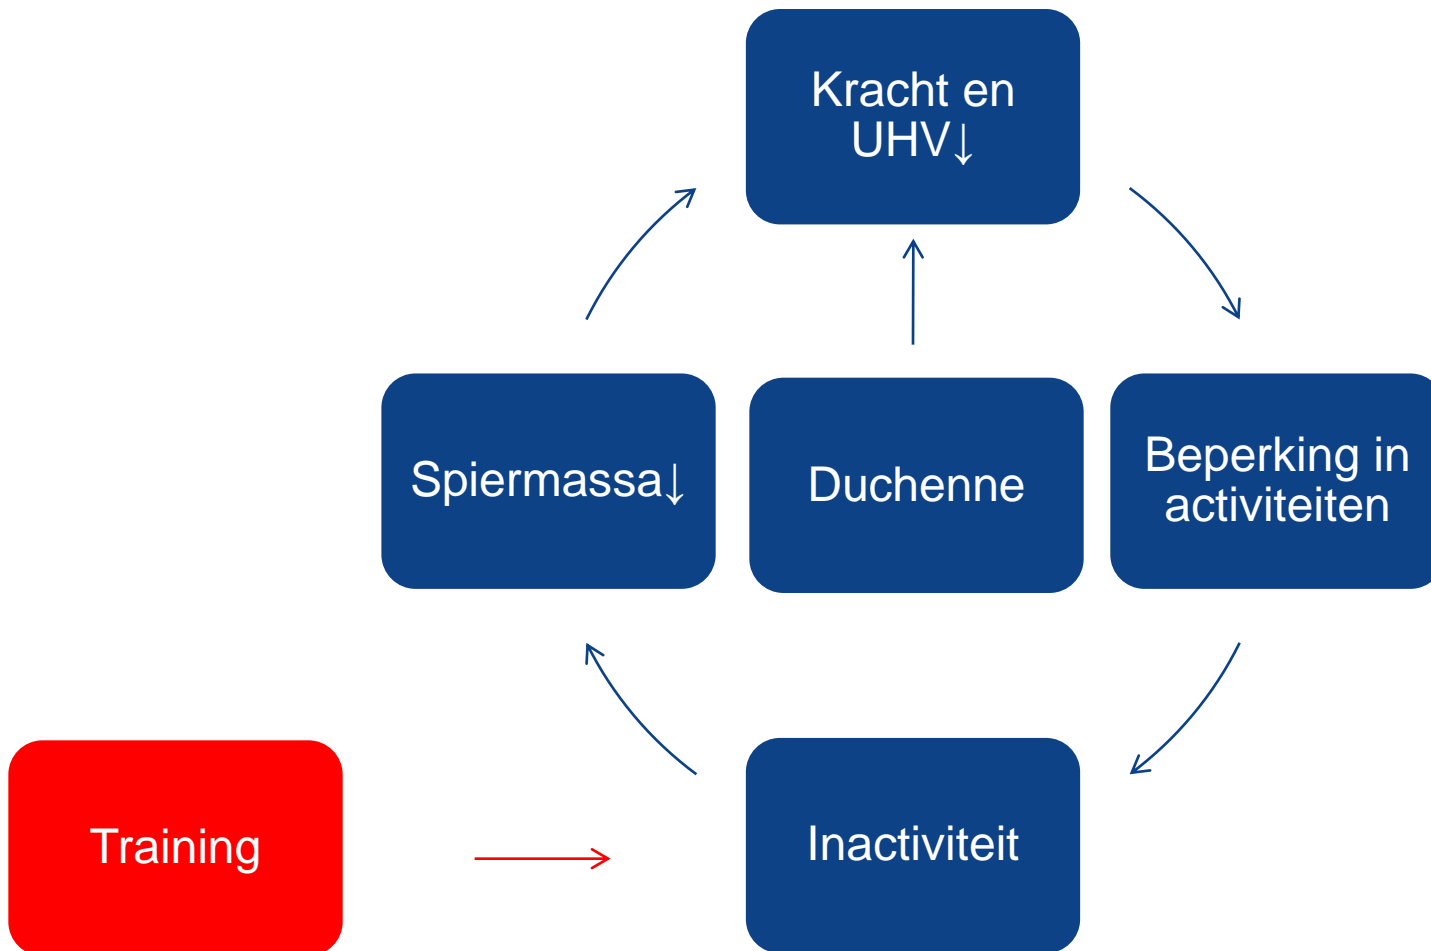 Kracht en
UHV↓
Spiermassa↓
Duchenne
Beperking in
activiteiten
Training
Inactiviteit